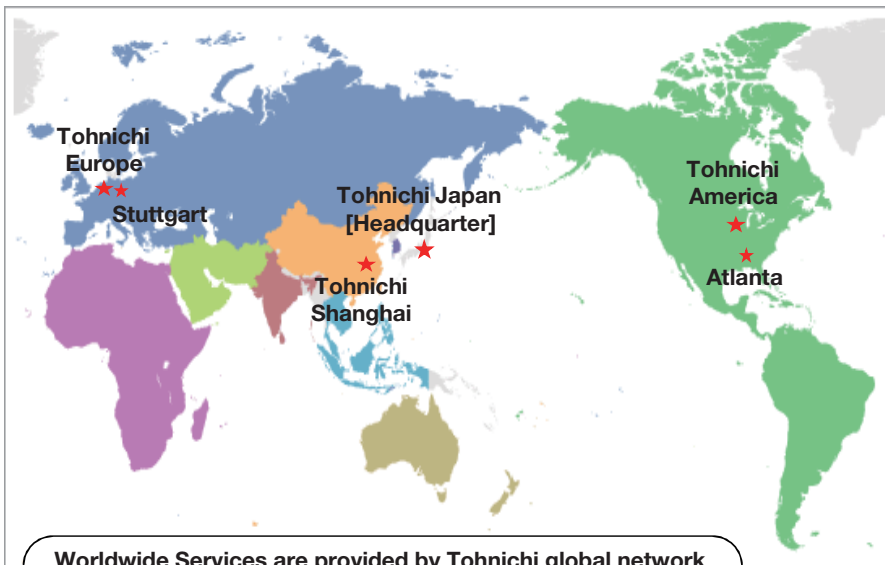 Tohnichi
Europe
Stuttgart
Tohnichi Japan
[Headquarter]
Tohnichi
Shanghai
Tohnichi
America
Atlanta
Worldwide Services are provided by Tohnichi global network